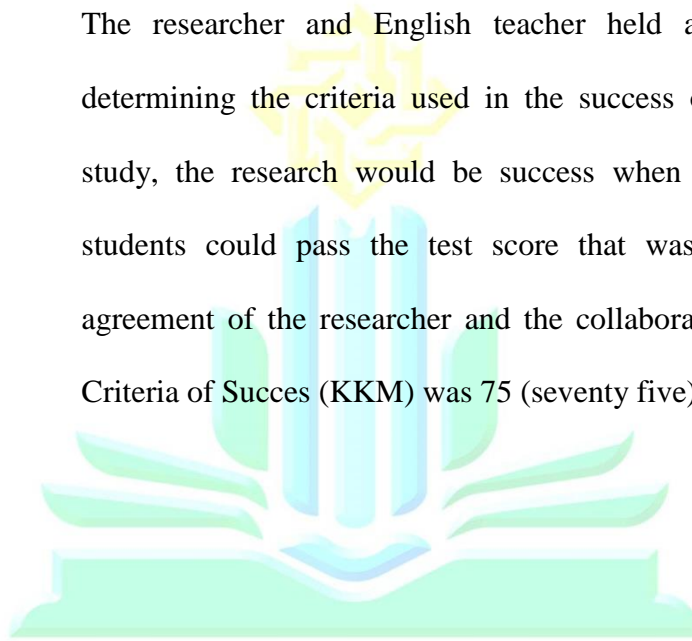 The researcher and English teacher held
determining the criteria used in the success
study, the research would be success when
students could pass the test score that was
agreement of the researcher and the
Criteria of Succes (KKM) was 75 (seventy five)